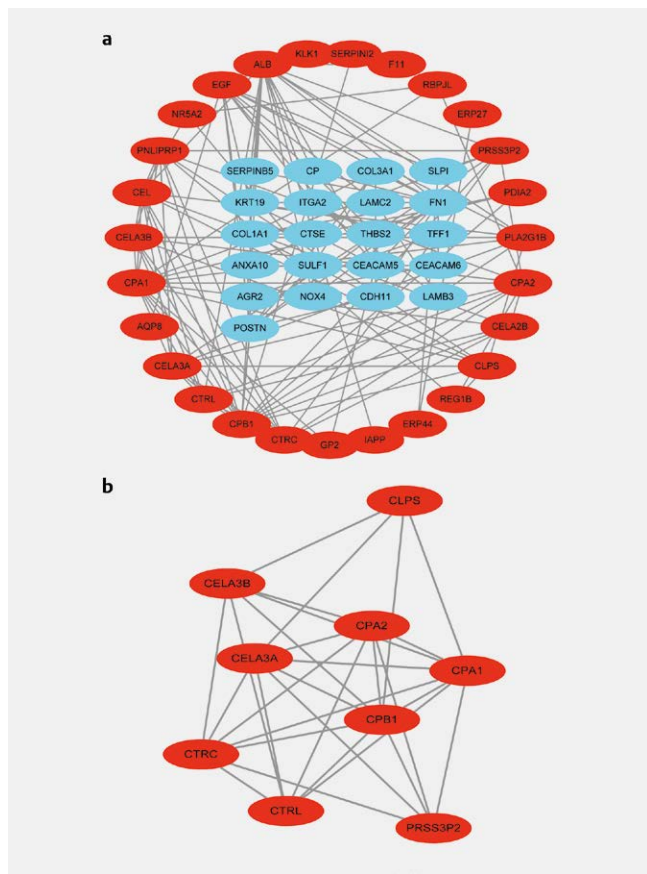 a
KLK1
SERPINI2
ALB
F11
EGF
RBPJL
NR5A2
ERP27
PNLIPRP1
PRSS3P2
SERPINB5
CP
COL3A1
SLPI
CEL
KRT19
ITGA2
LAMC2
FN1
PDIA2
CELA3B
COL1A1
CTSE
THBS2
TFF1
PLA2G1B
CPA1
ANXA10
SULF1
CEACAM5
CEACAM6
CPA2
AGR2
NOX4
CDH11
LAMB3
AQP8
POSTN
CELA2B
CELA3A
CLPS
CTRL
REG1B
CPB1
ERP44
CTRC
GP2
IAPP
b
CLPS
CELA3B
CPA2
CELA3A
CPA1
CPB1
CTRC
CTRL
PRSS3P2